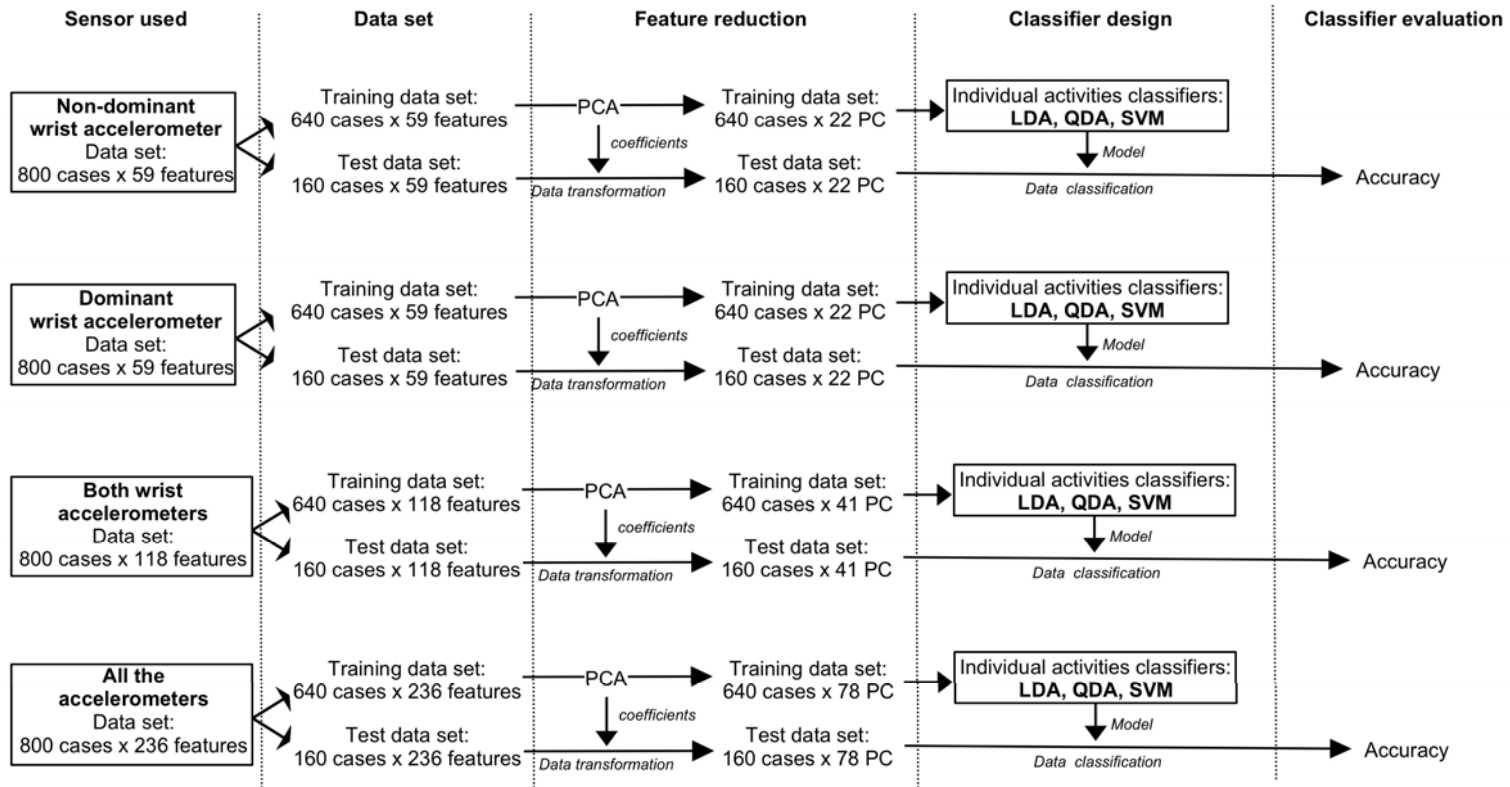 Sensor used
Data set
Feature reduction
Classifier design
Classifier evaluation
Non-dominant
wrist accelerometer
Data set:
800 cases x 59 features
Training data set:
640 cases x 59 features
PCA
Training data set:
640 cases x 22 PC
Individual activities classifiers:
LDA, QDA, SVM
coefficients
Model
Test data set:
160 cases x 59 features
Data transformation
Test data set:
160 cases x 22 PC
Data classification
Accuracy
Dominant
wrist accelerometer
Data set:
800 cases x 59 features
Training data set:
640 cases x 59 features
PCA
Training data set:
640 cases x 22 PC
Individual activities classifiers:
LDA, QDA, SVM
coefficients
Model
Test data set:
160 cases x 59 features
Data transformation
Test data set:
160 cases x 22 PC
Data classification
Accuracy
Both wrist
accelerometers
Data set:
800 cases x 118 features
Training data set:
640 cases x 118 features
PCA
Training data set:
640 cases x 41 PC
Individual activities classifiers:
LDA, QDA, SVM
coefficients
Model
Test data set:
160 cases x 118 features
Data transformation
Test data set:
160 cases x 41 PC
Data classification
Accuracy
All the
accelerometers
Data set:
800 cases x 236 features
Training data set:
640 cases x 236 features
PCA
Training data set:
640 cases x 78 PC
Individual activities classifiers:
LDA, QDA, SVM
coefficients
Model
Test data set:
160 cases x 236 features
Data transformation
Test data set:
160 cases x 78 PC
Data classification
Accuracy